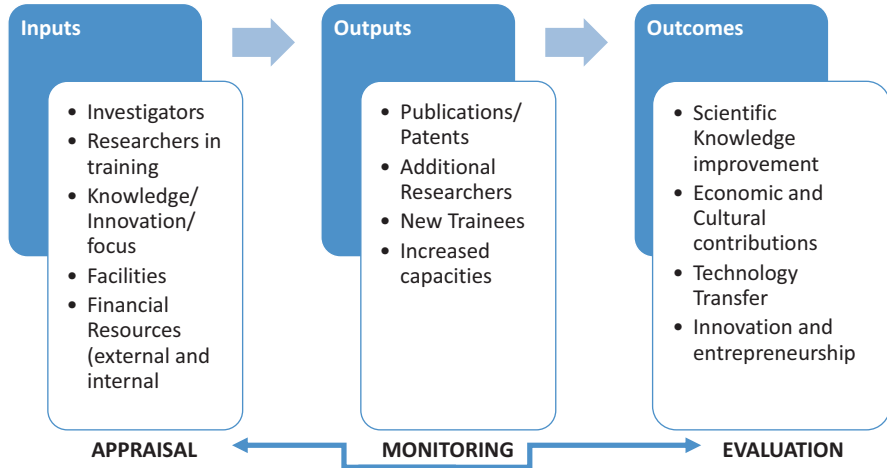 Inputs
• Investigators
• Researchers in
training
• Knowledge/
Innovation/
focus
• Facilities
• Financial
Resources
(external and
internal
Outputs
• Publications/
Patents
• Additional
Researchers
• New Trainees
• Increased
capacities
Outcomes
• Scientific
Knowledge
improvement
• Economic and
Cultural
contributions
• Technology
Transfer
• Innovation and
entrepreneurship
APPRAISAL
MONITORING
EVALUATION